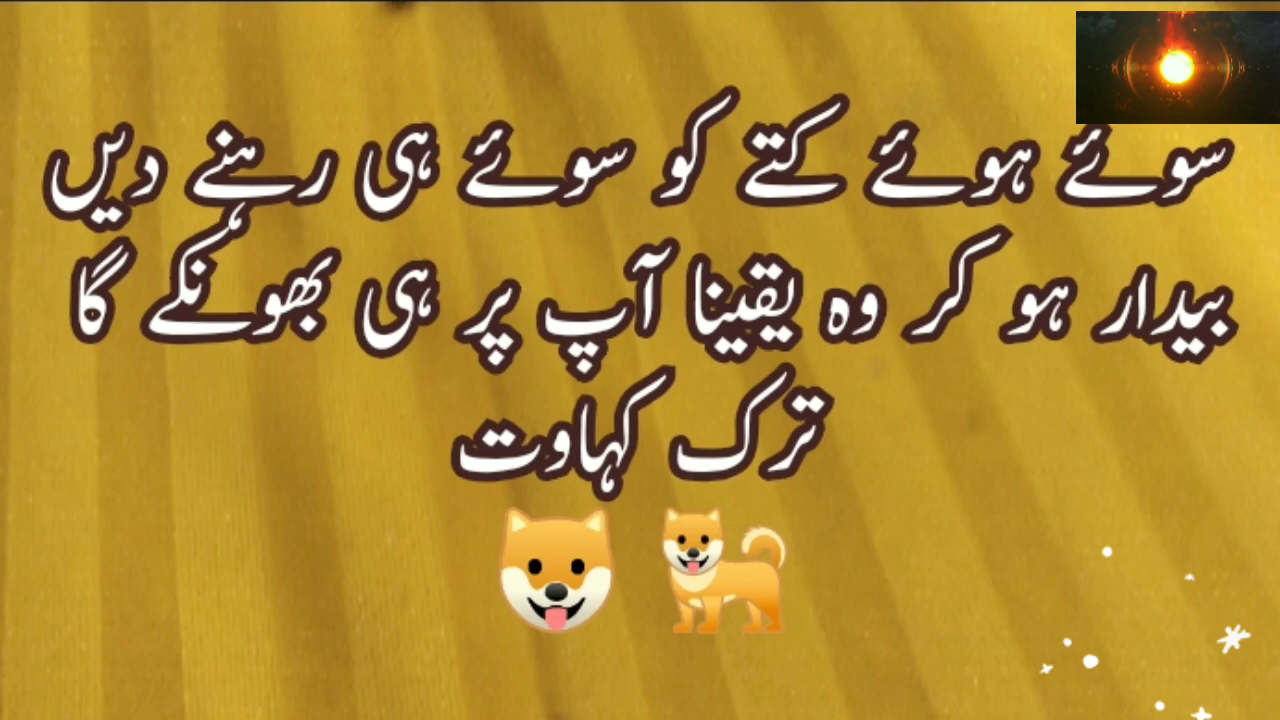 سوئے ہوئے کتے کو سوئے ہی رہنے دیں
بیدار ہو کر وہ یقینا آپ پر ہی بھونکے گا
ترک کہاوت